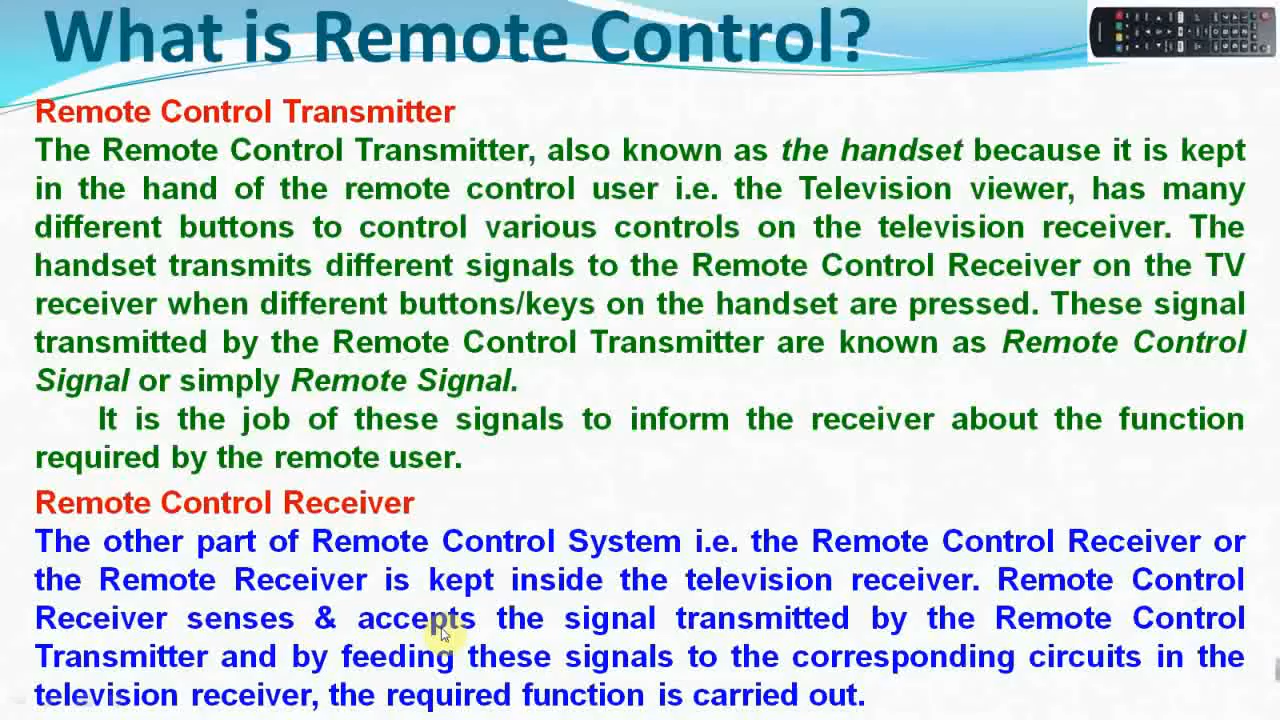 What is Remote Control?
Remote Control Transmitter
The Remote Control Transmitter, also known as the handset because it is kept
in the hand of the remote control user i.e. the Television viewer, has many
different buttons to control various controls on the television receiver. The
handset transmits different signals to the Remote Control Receiver on the TV
receiver when different buttons/keys on the handset are pressed. These signal
transmitted by the Remote Control Transmitter are known as Remote Control
Signal or simply Remote Signal.
It is the job of these signals to inform the receiver about the function
required by the remote user.
Remote Control Receiver
The other part of Remote Control System i.e. the Remote Control Receiver or
the Remote Receiver is kept inside the television receiver. Remote Control
Receiver senses & accepts the signal transmitted by the Remote Control
Transmitter and by feeding these signals to the corresponding circuits in the
television receiver, the required function is carried out.